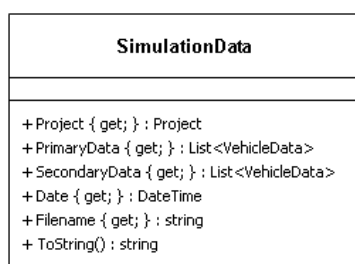 SimulationData
+ Project { get; } : Project
+ PrimaryData { get; } : List<VehicleData>
+ SecondaryData { get; } : List<VehicleData>
+ Date { get; } : DateTime
+ Filename { get; } : string
+ ToString() : string